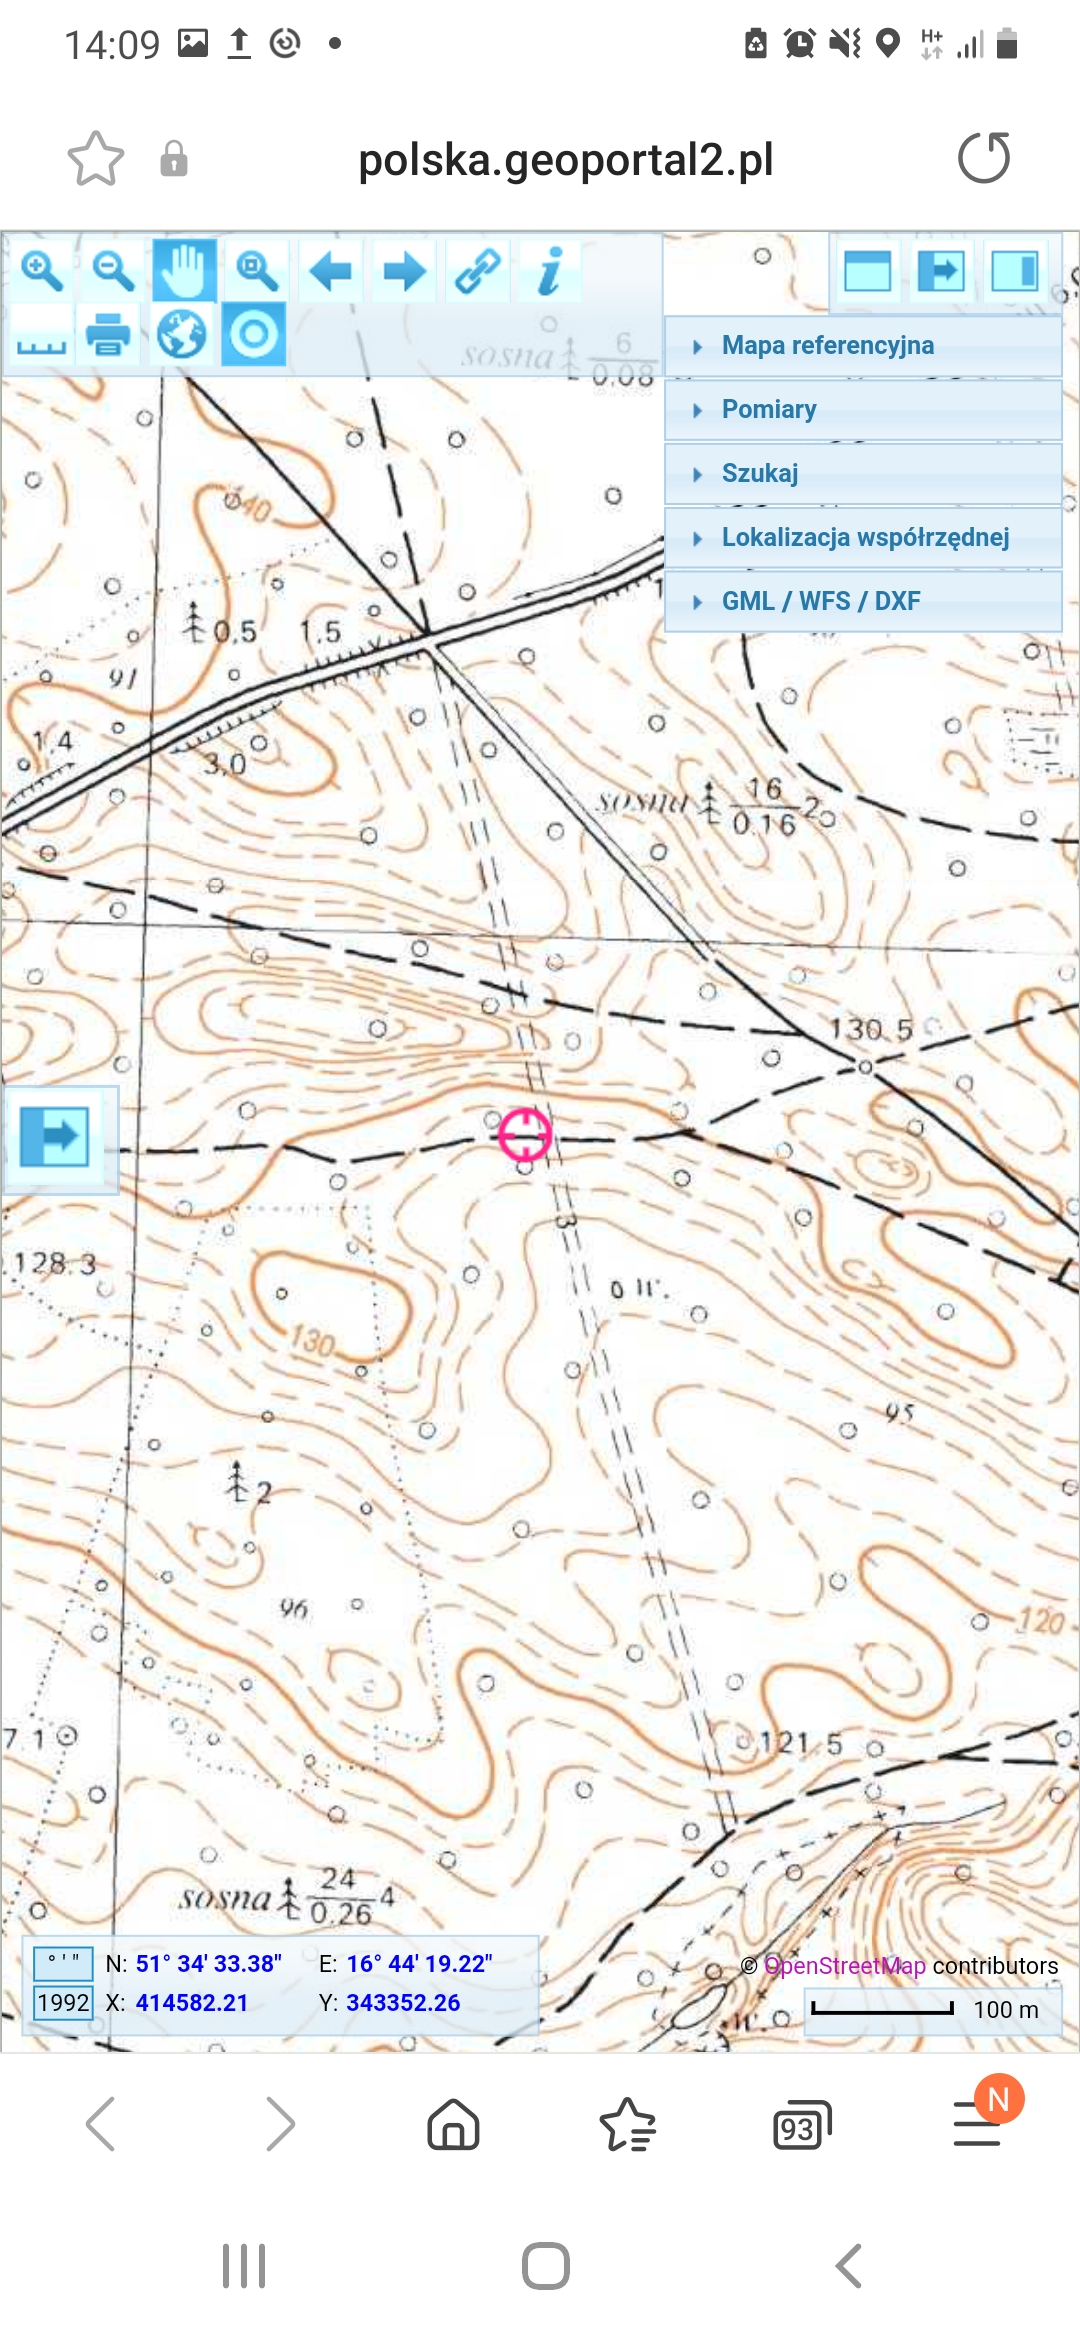 14:09
H+
polska.geoportal2.pl
Mapa referencyjna
Pomiary
Szukaj
Lokalizacja współrzędnej
GML / WFS / DXF
sosna 6
0.08
140
0,5 1.5
91
1,4
3,0
sosna 16 2
0.16
130.5
128.3
3
o w.
130
95
2
96
120
7.1
121.5
sosna 24 4
0.26
w.
° ' " N: 51° 34' 33.38" E: 16° 44' 19.22"
1992 X: 414582.21 Y: 343352.26
© OpenStreetMap contributors
100 m
93
N